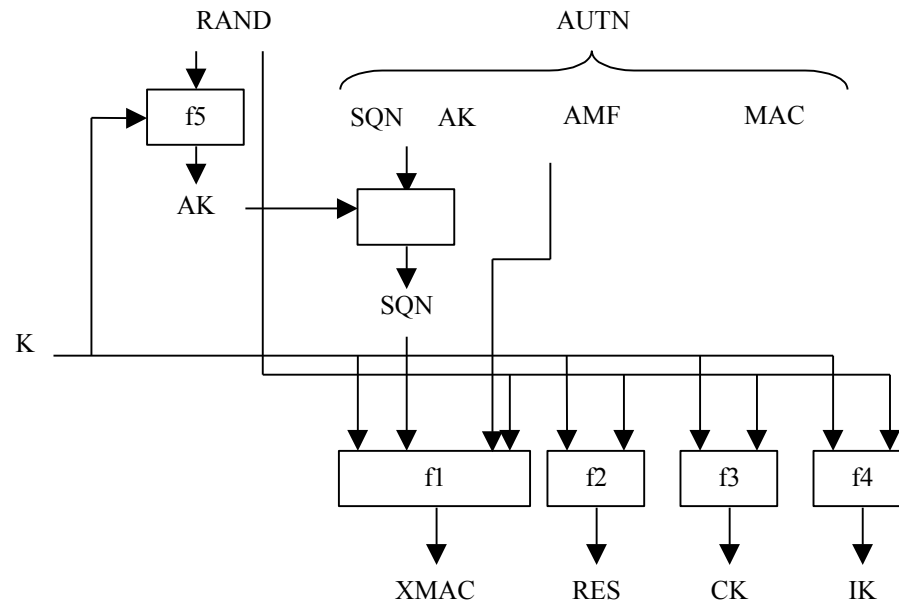 RAND AUTN
f5 SQN AK AMF MAC
AK
SQN
K
f1 f2 f3 f4
XMAC RES CK IK